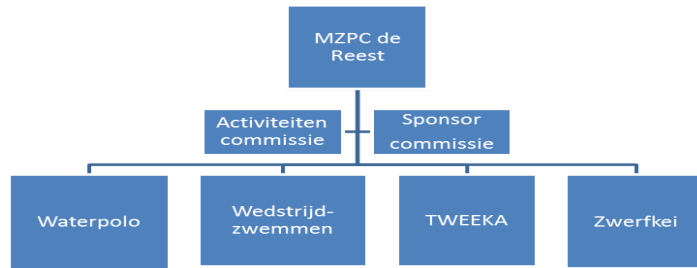 MZPC de
Reest
Activiteiten
commissie
Sponsor
commissie
Waterpolo
Wedstrijd-
zwemmen
TWEEKA
Zwerfkei